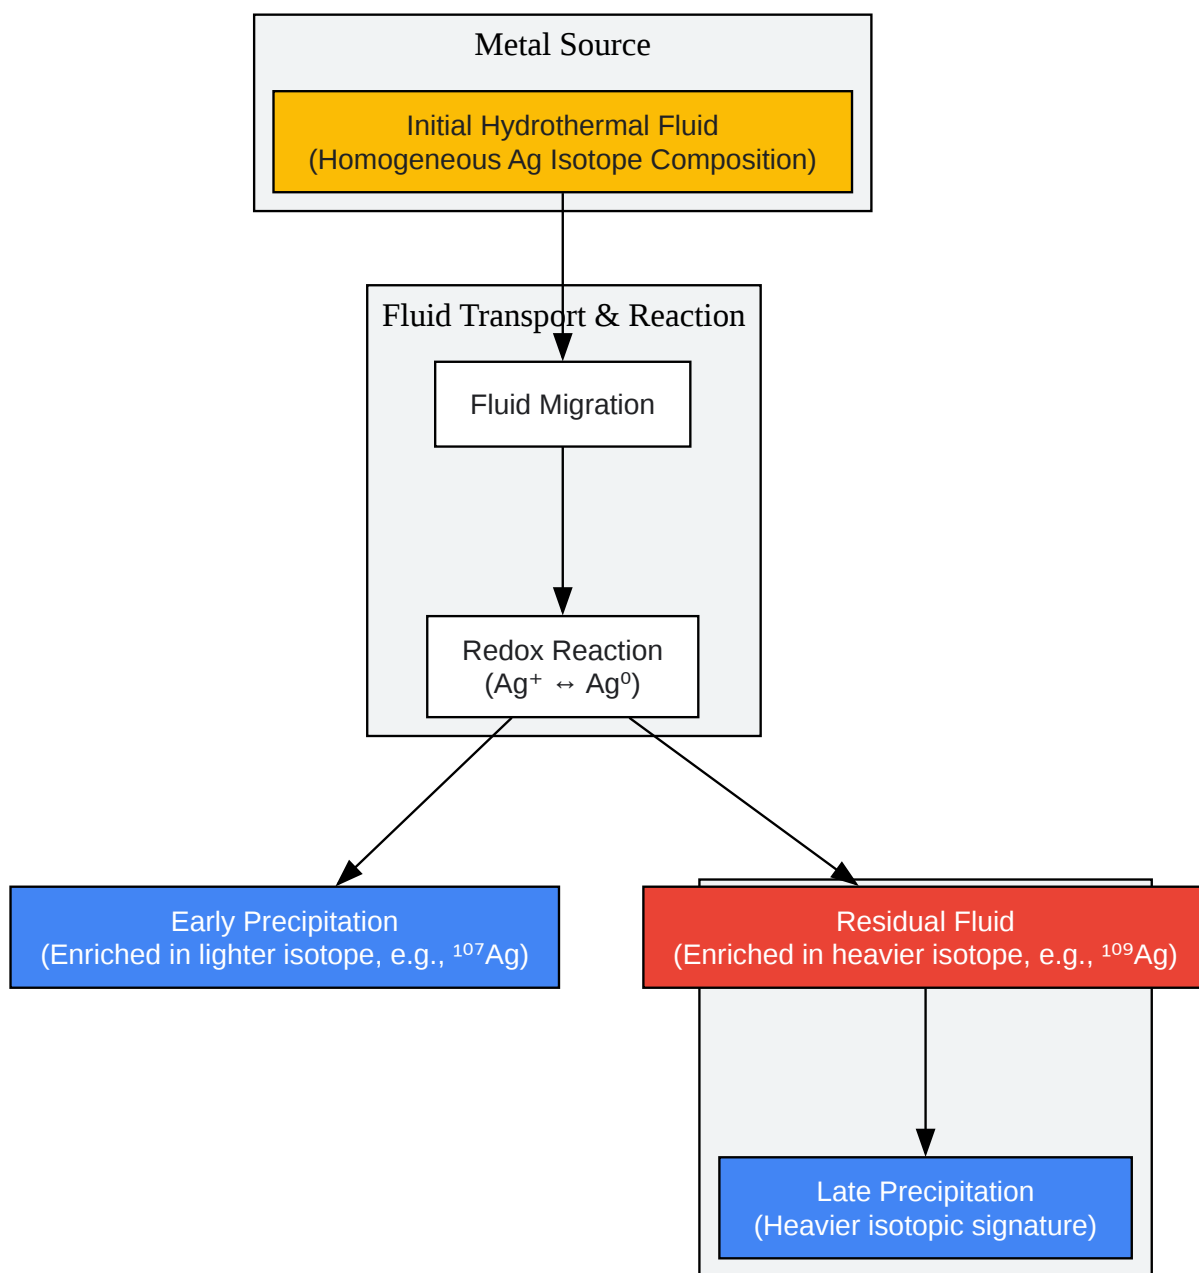 Metal Source
Initial Hydrothermal Fluid
(Homogeneous Ag Isotope Composition)
Fluid Transport & Reaction
Fluid Migration
Redox Reaction
(Ag⁺ ↔ Ag⁰)
Early Precipitation
(Enriched in lighter isotope, e.g., ¹⁰⁷Ag)
Residual Fluid
(Enriched in heavier isotope, e.g., ¹⁰⁹Ag)
Late Precipitation
(Heavier isotopic signature)